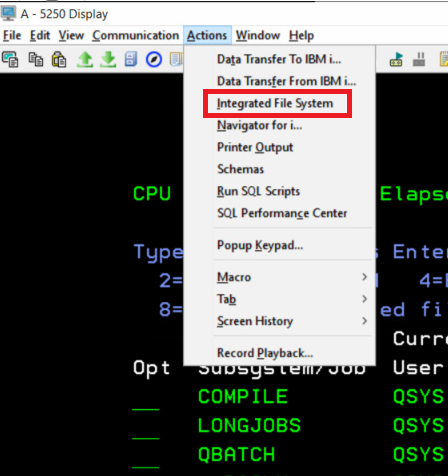 A - 5250 Display
File Edit View Communication Actions Window Help
Data Transfer To IBM i...
Data Transfer From IBM i...
Integrated File System
Navigator for i...
Printer Output
Schemas
Run SQL Scripts
SQL Performance Center
Popup Keypad...
Macro
Tab
Screen History
Record Playback...
CPU Elapse
Type s Ente
2= 4=
8= ed fi
Curr
Opt Subsystem/Job User
COMPILE QSYS
LONGJOBS QSYS
QBATCH QSYS